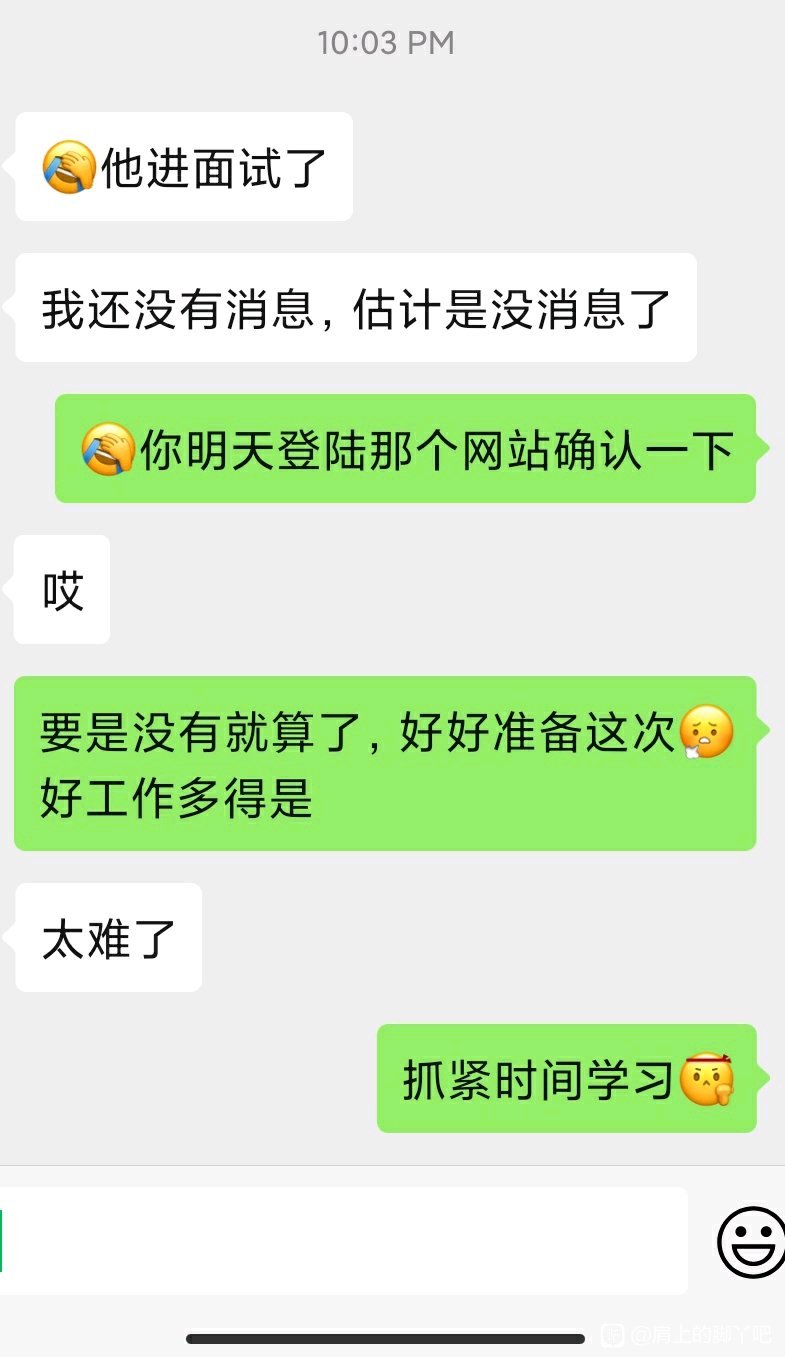 10:03 PM
🤦他进面试了
我还没有消息，估计是没消息了
🤦你明天登陆那个网站确认一下
哎
要是没有就算了，好好准备这次😮‍💨
好工作多得是
太难了
抓紧时间学习
@肩上的脚丫吧